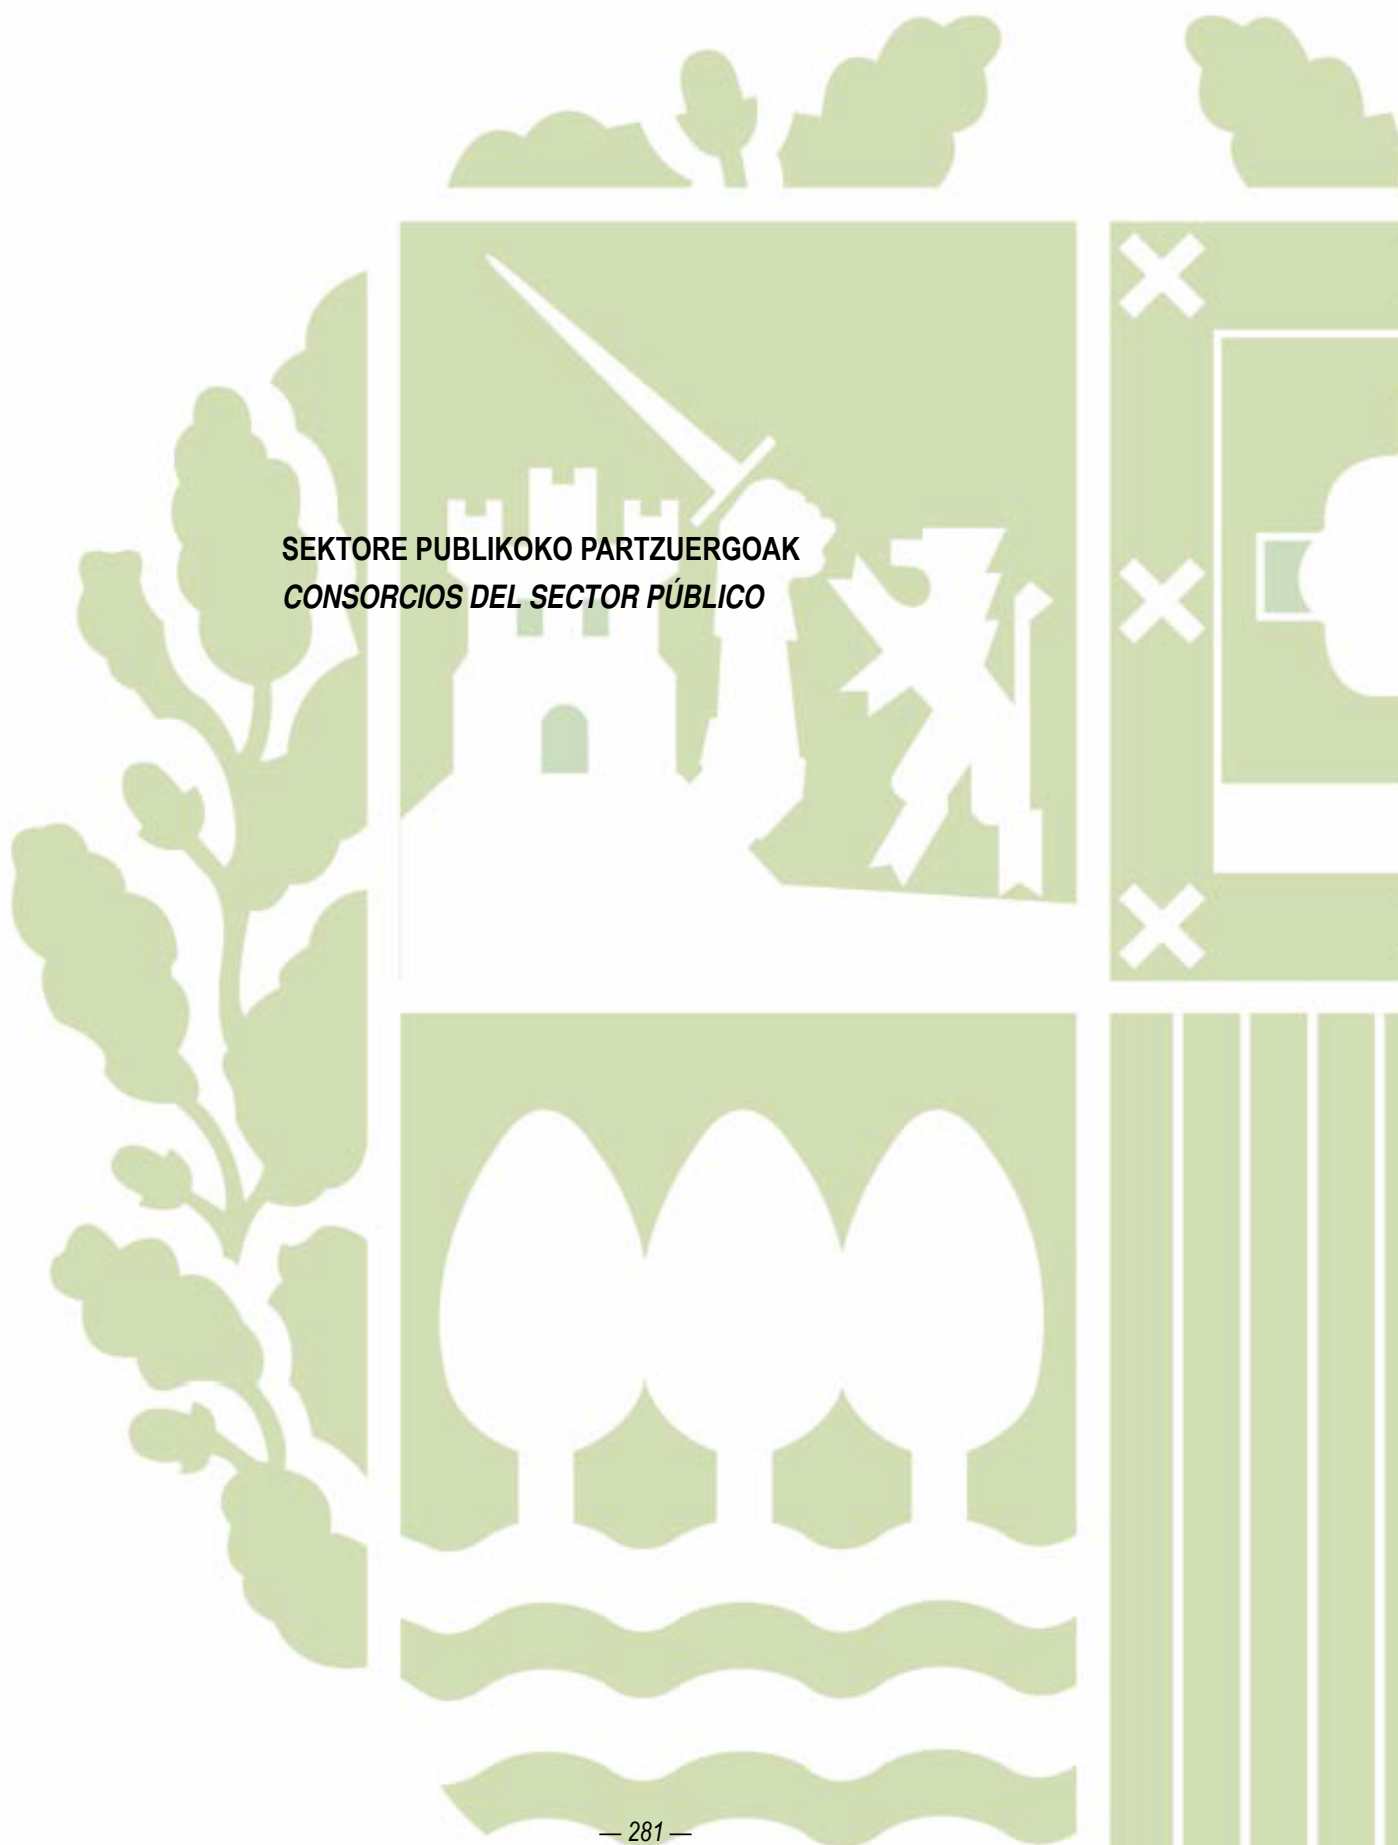 SEKTORE PUBLIKOKO PARTZUERGOAK
CONSORCIOS DEL SECTOR PÚBLICO
— 281 —